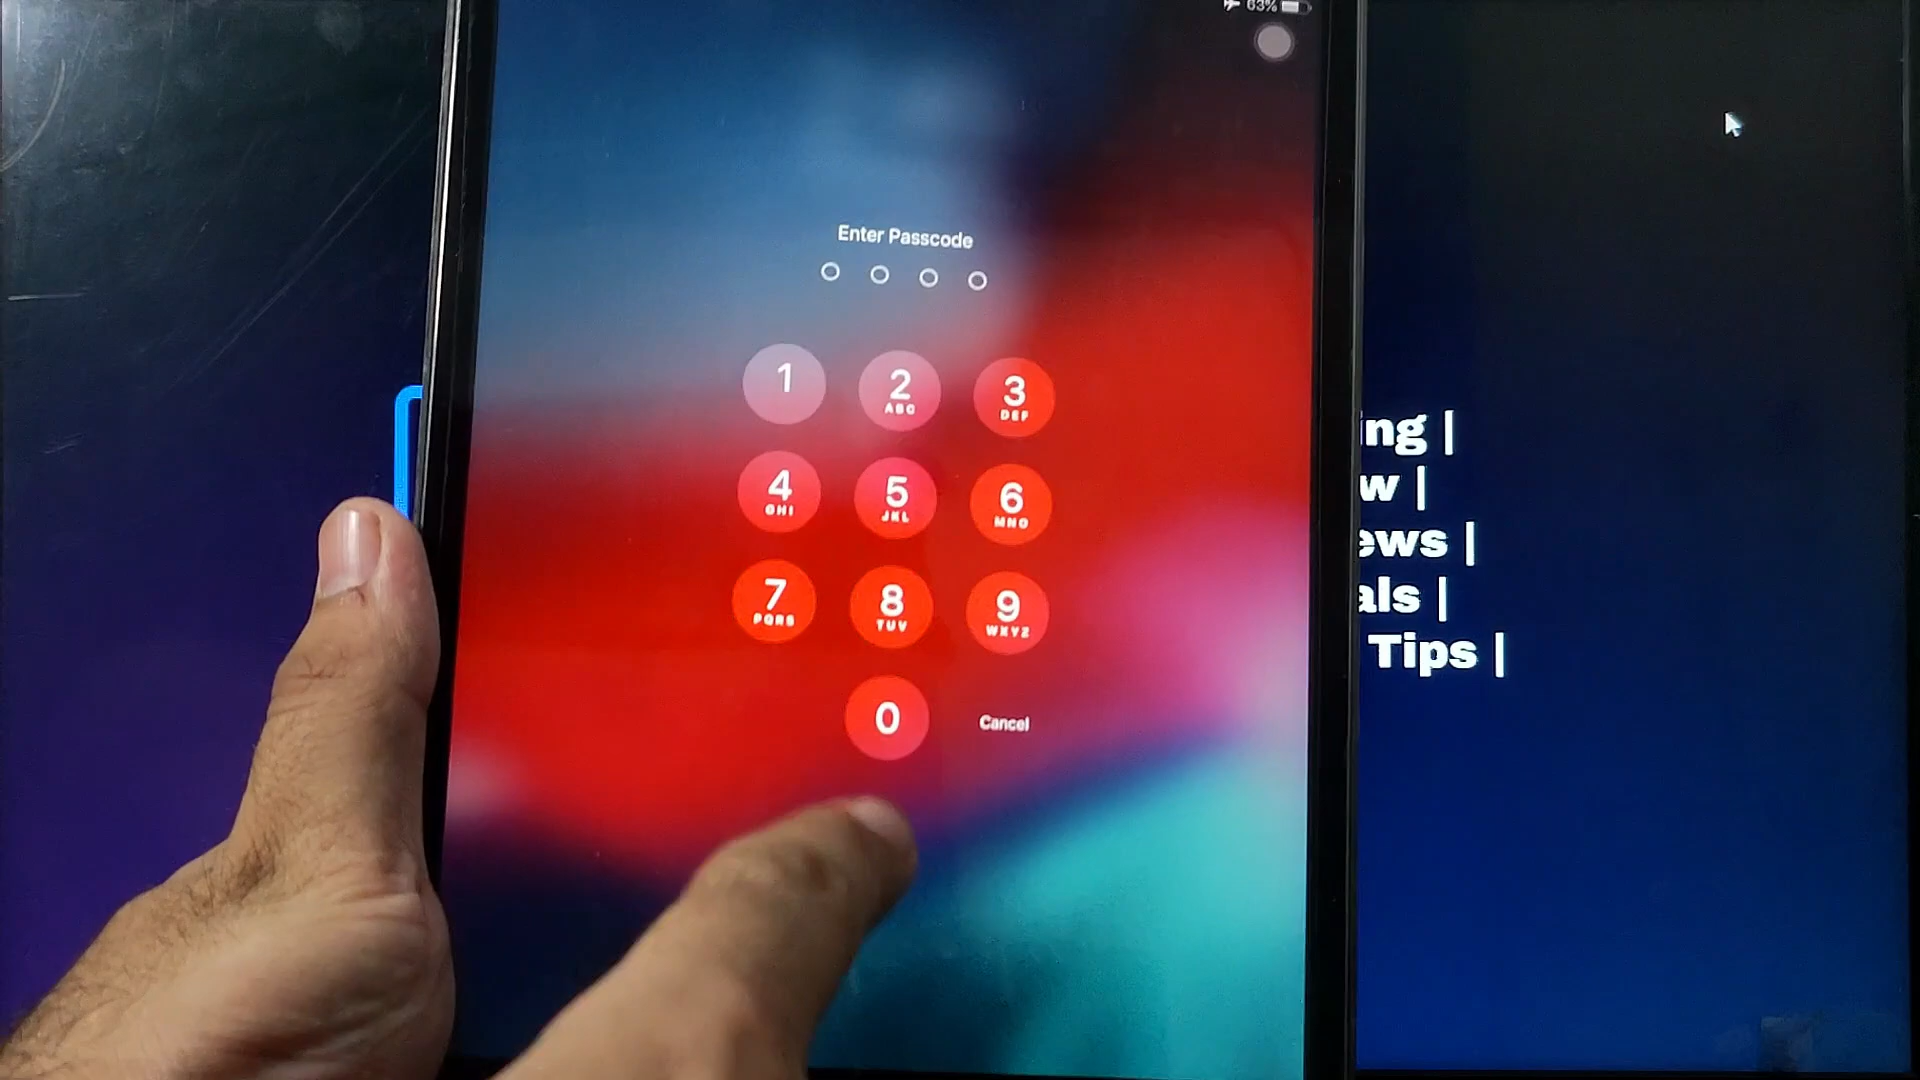 63%
Enter Passcode
1
2
ABC
3
DEF
4
GHI
5
JKL
6
MNO
7
PQRS
8
TUV
9
WXYZ
0
Cancel
ing |
w |
ews |
als |
Tips |